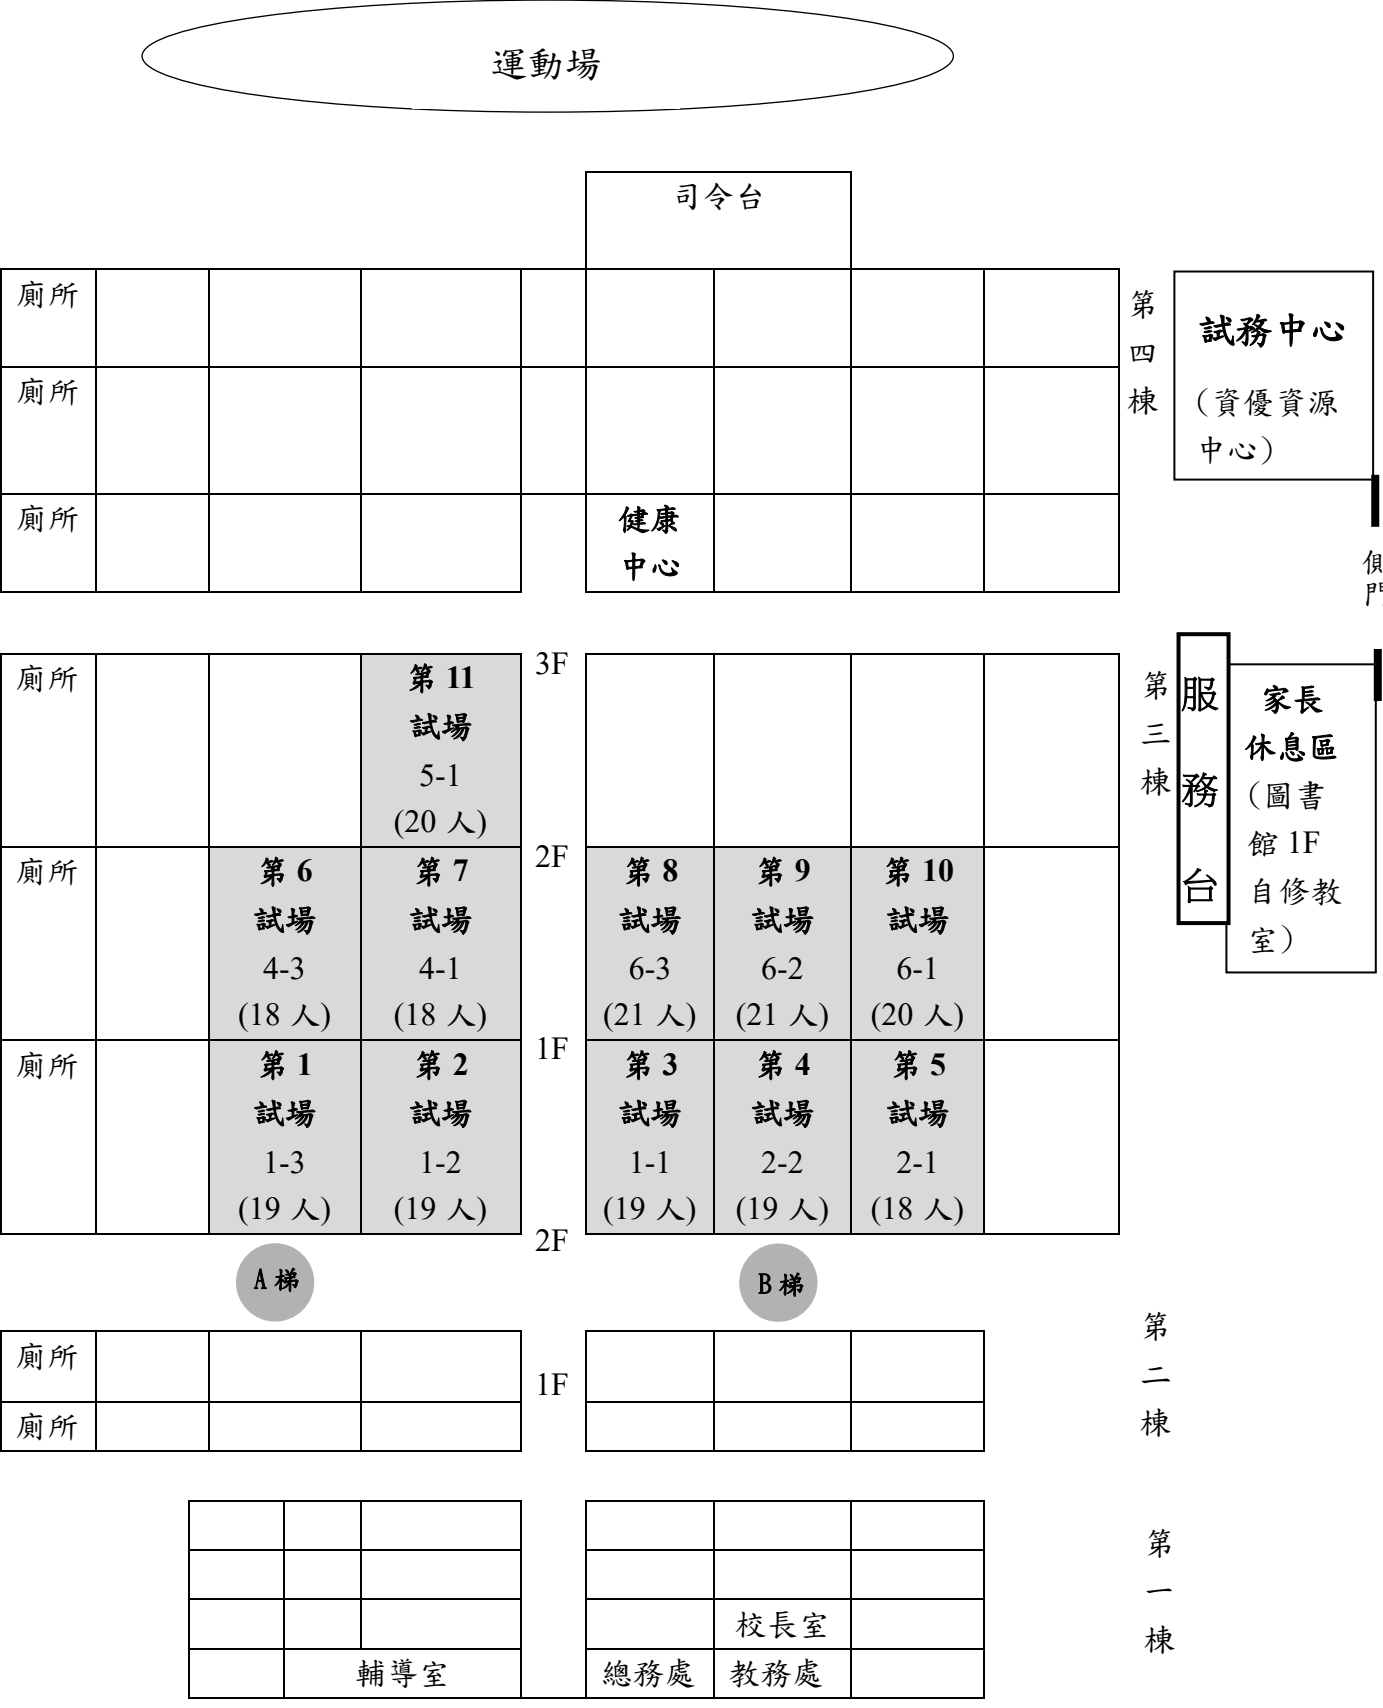 運動場
司令台
廁所
第
四
棟
試務中心
（資優資源
中心）
廁所
廁所
健康
中心
側
門
廁所
第 11
試場
5-1
(20 人)
3F
第
三
棟
服
務
台
家長
休息區
（圖書
館 1F
自修教
室）
廁所
第 6
試場
4-3
(18 人)
第 7
試場
4-1
(18 人)
2F
第 8
試場
6-3
(21 人)
第 9
試場
6-2
(21 人)
第 10
試場
6-1
(20 人)
廁所
第 1
試場
1-3
(19 人)
第 2
試場
1-2
(19 人)
1F
第 3
試場
1-1
(19 人)
第 4
試場
2-2
(19 人)
第 5
試場
2-1
(18 人)
2F
A 梯
B 梯
廁所
1F
第
二
棟
廁所
第
一
棟
校長室
輔導室
總務處
教務處